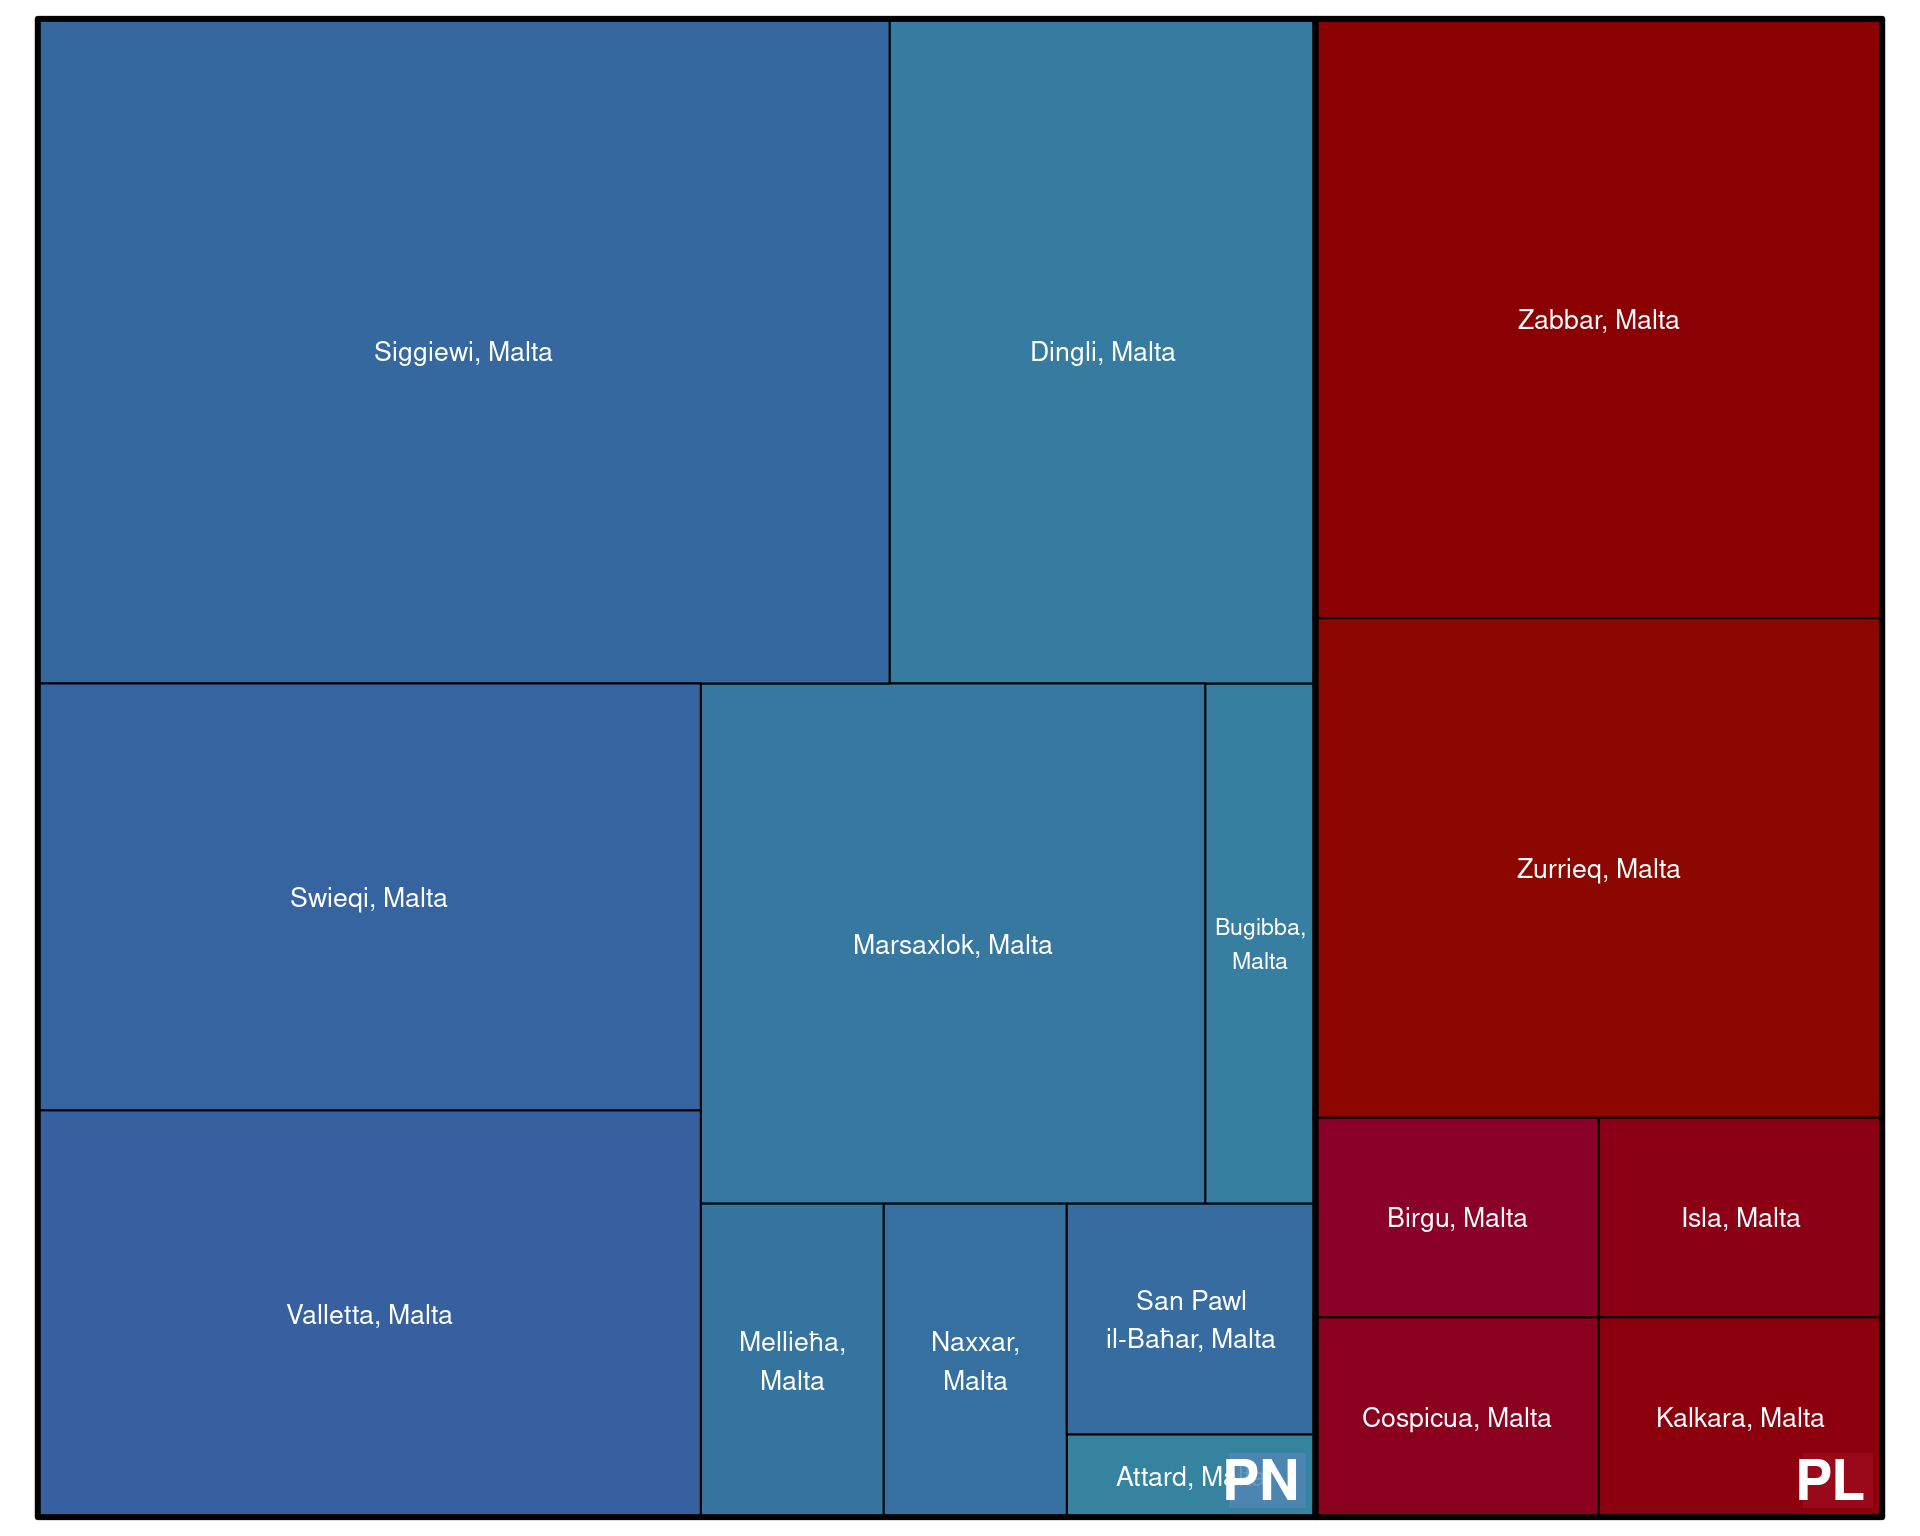 Siggiewi, Malta
Dingli, Malta
Zabbar, Malta
Zurrieq, Malta
Swieqi, Malta
Marsaxlok, Malta
Bugibba,
Malta
Valletta, Malta
Mellieħa,
Malta
Naxxar,
Malta
San Pawl
il-Baħar, Malta
Attard,
PN
Birgu, Malta
Isla, Malta
Cospicua, Malta
Kalkara, Malta
PL